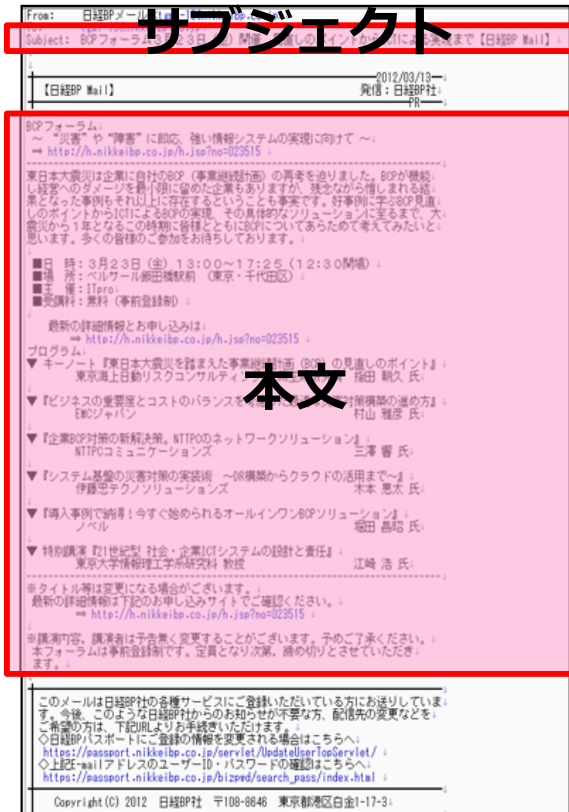 From: 日経BPメール
サブジェクト
Subject: BCPフォーラム3月23日(金)開催 見直しのポイントからICTによる実現まで【日経BP Mail】
2012/03/13
【日経BP Mail】 発信：日経BP社
PR
BCPフォーラム
～ “災害”や“障害”に即応、強い情報システムの実現に向けて ～
⇒ http://h.nikkeibp.co.jp/h.jsp?no=023515
東日本大震災は企業に自社のBCP（事業継続計画）の再考を迫りました。BCPが機能
し経営へのダメージを最小限に留めた企業もありますが、残念ながら惜しまれる結
果となった事例もそれ以上に存在するということも事実です。好事例に学ぶBCP見直
しのポイントからICTによるBCPの実現、その具体的なソリューションに至るまで、大
震災から1年となるこの時期に皆様とともにBCPについてあらためて考えてみたいと
思います。多くの皆様のご参加をお待ちしております。
■日 時：3月23日（金）13:00～17:25（12:30開場）
■場 所：ベルサール飯田橋駅前 （東京・千代田区）
■主 催：ITpro
■受講料：無料（事前登録制）
最新の詳細情報とお申し込みは
⇒ http://h.nikkeibp.co.jp/h.jsp?no=023515
プログラム：
▼ キーノート『東日本大震災を踏まえた事業継続計画（BCP）の見直しのポイント』
東京海上日動リスクコンサルティ 指田 朝久 氏
本文
▼『ビジネスの重要度とコストのバランスを 対策構築の進め方』
EMCジャパン 村山 雅彦 氏
▼『企業BCP対策の新解決策。NTTPCのネットワークソリューション』
NTTPCコミュニケーションズ 三澤 響 氏
▼『システム基盤の災害対策の実装術 ～DR構築からクラウドの活用まで～』
伊藤忠テクノソリューションズ 木本 恵太 氏
▼『導入事例で納得！今すぐ始められるオールインワンBCPソリューション』
ノベル 堀田 昌昭 氏
▼ 特別講演『21世紀型 社会・企業ICTシステムの設計と責任』
東京大学情報理工学系研究科 教授 江崎 浩 氏
※タイトル等は変更になる場合がございます。
最新の詳細情報は下記のお申し込みサイトでご確認ください。
⇒ http://h.nikkeibp.co.jp/h.jsp?no=023515
※講演内容、講演者は予告無く変更することがございます。予めご了承ください。
本フォーラムは事前登録制です。定員となり次第、締め切りとさせていただき
ます。
このメールは日経BP社の各種サービスにご登録いただいている方にお送りしていま
す。今後、このような日経BP社からのお知らせが不要な方、配信先の変更などを
ご希望の方は、下記URLよりお手続きいただけます。
◇日経BPパスポートにご登録の情報を変更される場合はこちらへ
https://passport.nikkeibp.co.jp/servlet/UpdateUserTopServlet/
◇上記E-mailアドレスのユーザーID・パスワードの確認はこちらへ
https://passport.nikkeibp.co.jp/bizpwd/search_pass/index.html
Copyright(C) 2012 日経BP社 〒108-8646 東京都港区白金1-17-3